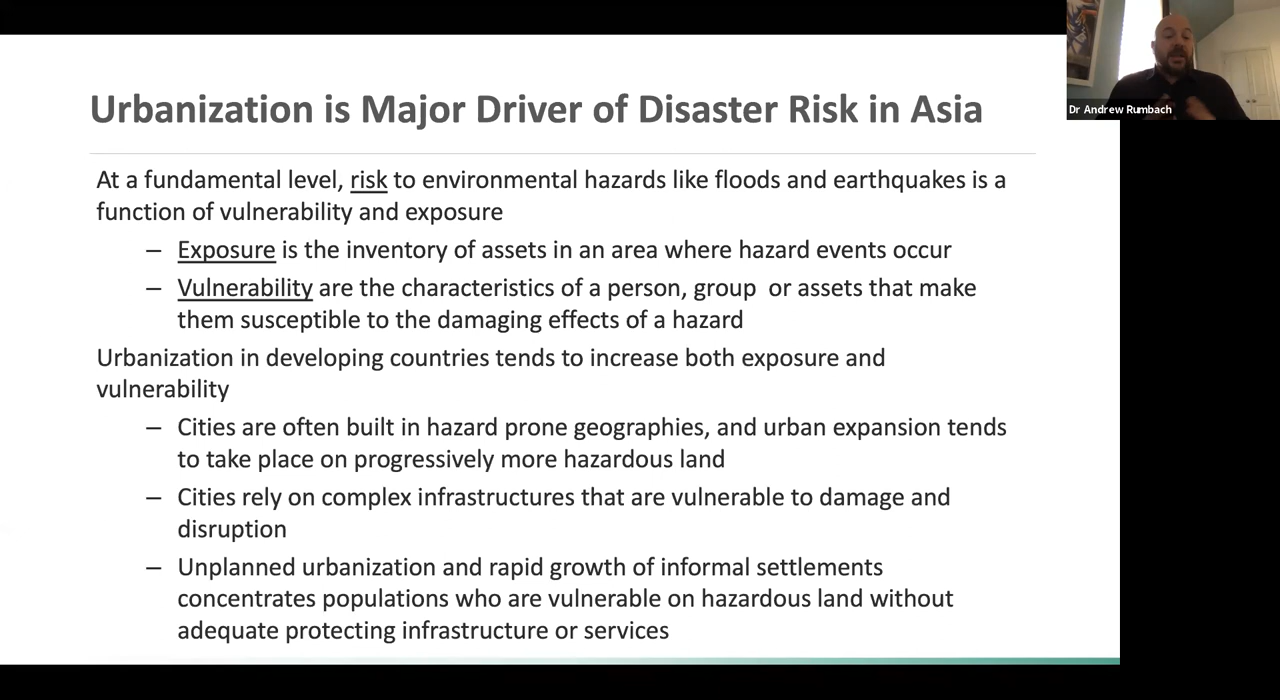 Urbanization is Major Driver of Disaster Risk in Asia
At a fundamental level, risk to environmental hazards like floods and earthquakes is a
function of vulnerability and exposure
– Exposure is the inventory of assets in an area where hazard events occur
– Vulnerability are the characteristics of a person, group or assets that make
them susceptible to the damaging effects of a hazard
Urbanization in developing countries tends to increase both exposure and
vulnerability
– Cities are often built in hazard prone geographies, and urban expansion tends
to take place on progressively more hazardous land
– Cities rely on complex infrastructures that are vulnerable to damage and
disruption
– Unplanned urbanization and rapid growth of informal settlements
concentrates populations who are vulnerable on hazardous land without
adequate protecting infrastructure or services
Dr Andrew Rumbach